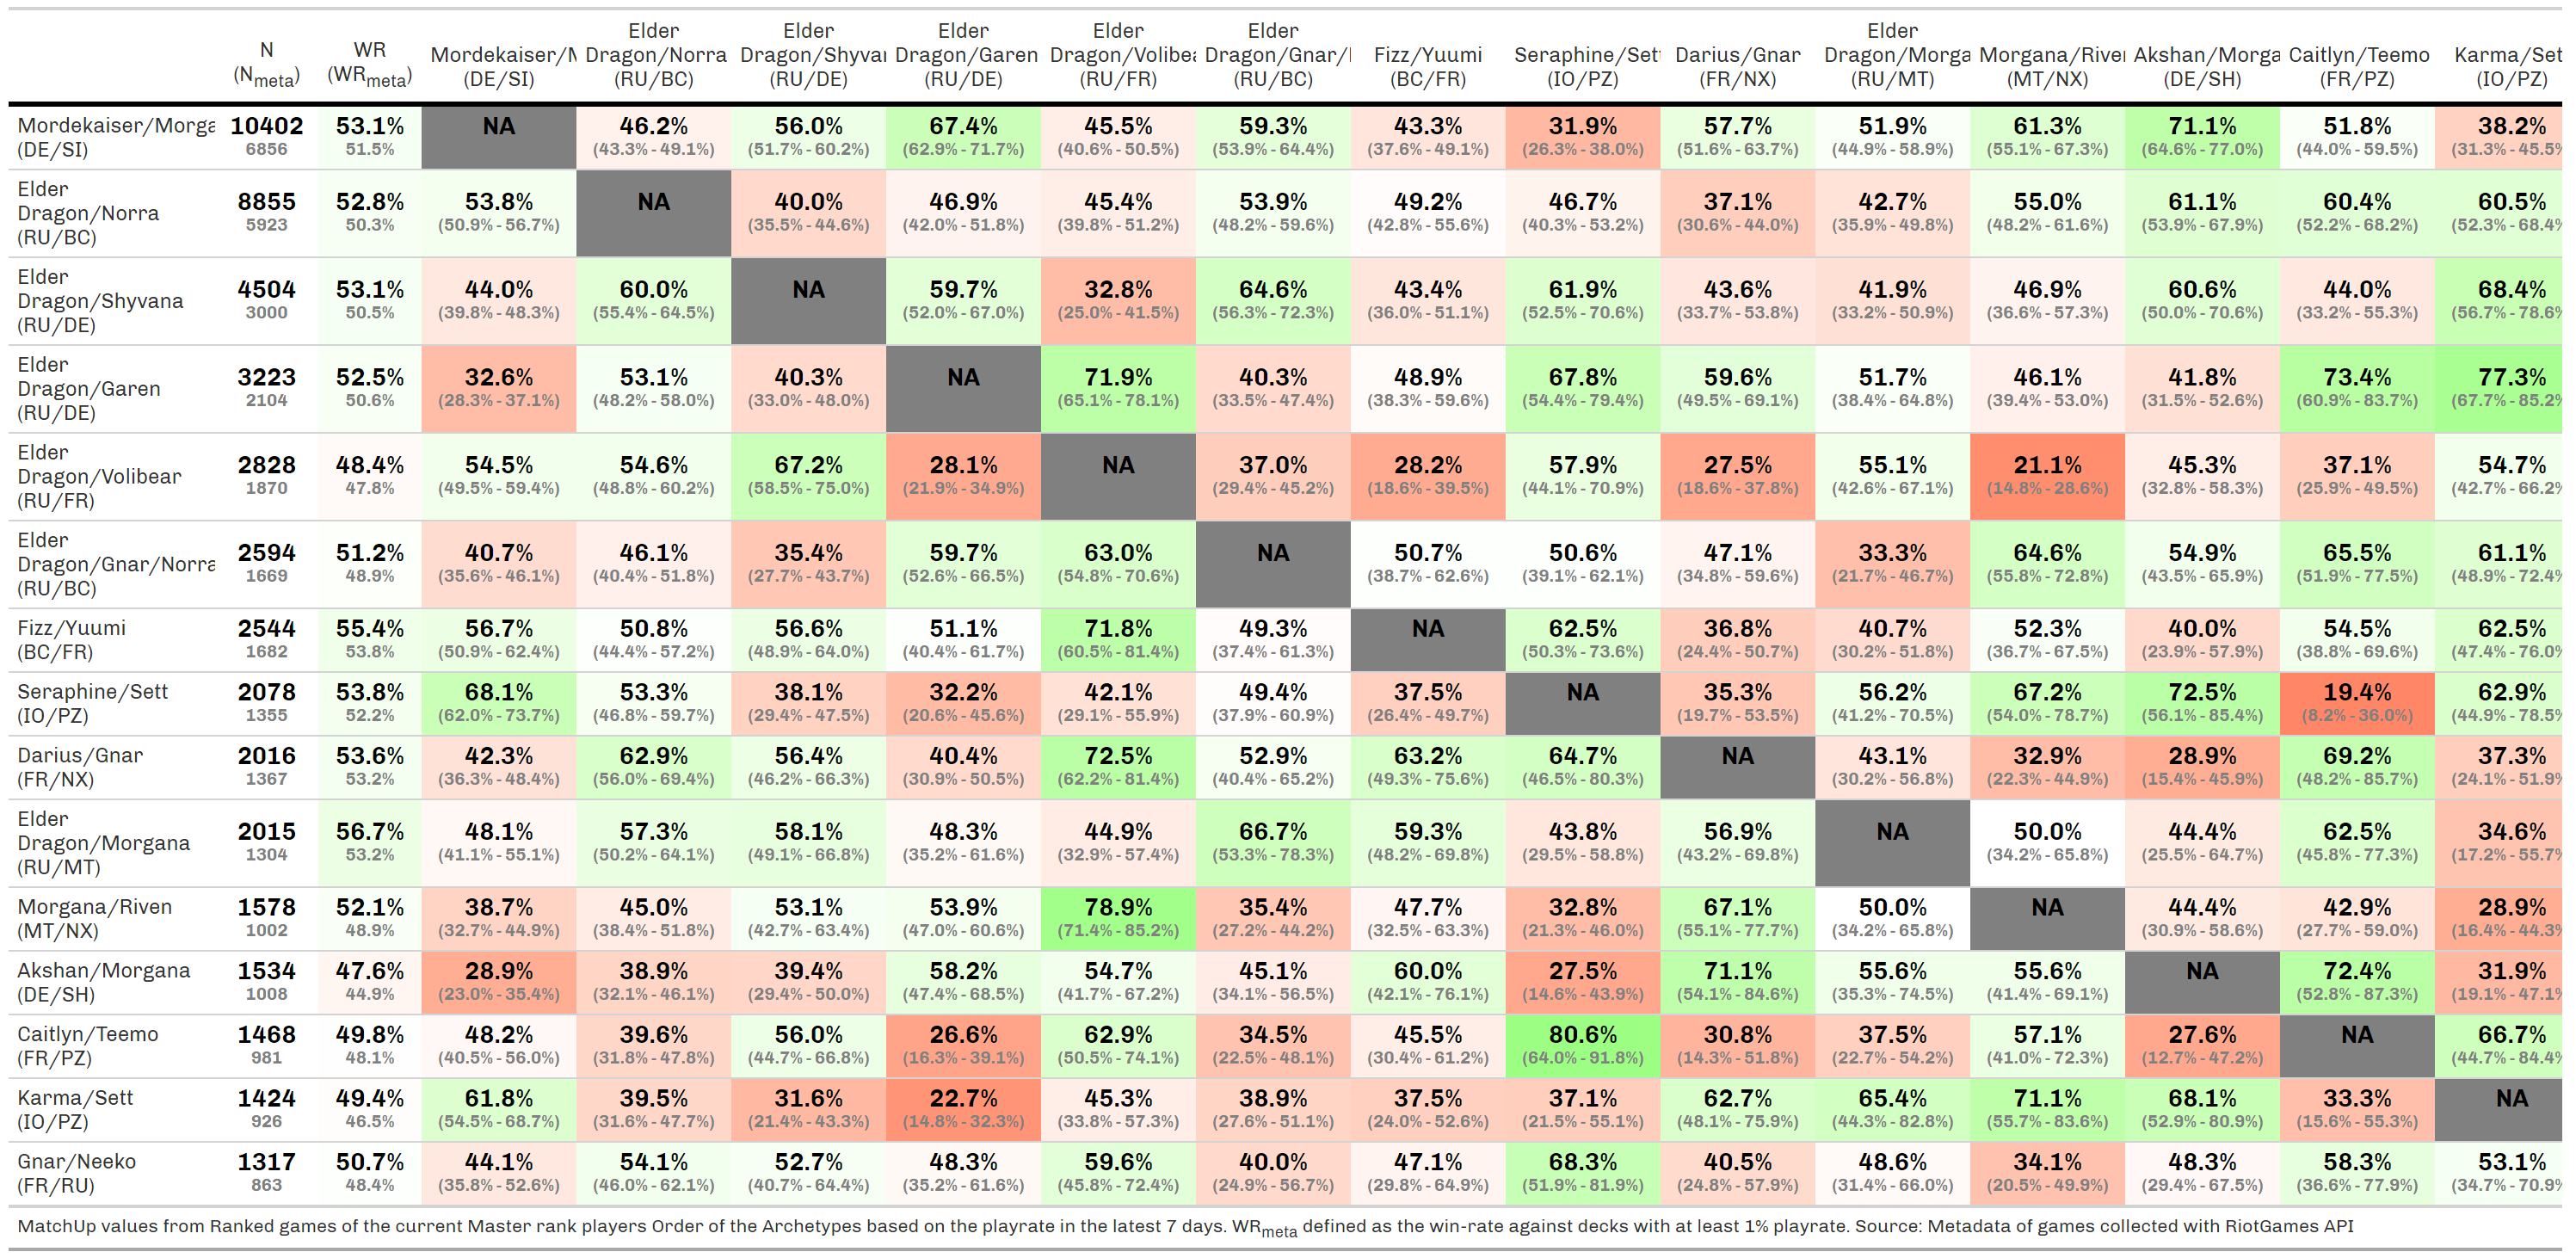 Elder Elder Elder Elder Elder Elder
N WR Mordekaiser/M Dragon/Norra Dragon/Shyvar Dragon/Garen Dragon/Volibea Dragon/Gnar/ Fizz/Yuumi Seraphine/Sett Darius/Gnar Dragon/Morga Morgana/River Akshan/Morga Caitlyn/Teemo Karma/Set
(Nmeta) (WRmeta) (DE/SI) (RU/BC) (RU/DE) (RU/DE) (RU/FR) (RU/BC) (BC/FR) (IO/PZ) (FR/NX) (RU/MT) (MT/NX) (DE/SH) (FR/PZ) (IO/PZ)
Mordekaiser/Morga 10402 53.1% NA 46.2% 56.0% 67.4% 45.5% 59.3% 43.3% 31.9% 57.7% 51.9% 61.3% 71.1% 51.8% 38.2%
(DE/SI) 6856 51.5% (43.3% - 49.1%) (51.7% - 60.2%) (62.9% - 71.7%) (40.6% - 50.5%) (53.9% - 64.4%) (37.6% - 49.1%) (26.3% - 38.0%) (51.6% - 63.7%) (44.9% - 58.9%) (55.1% - 67.3%) (64.6% - 77.0%) (44.0% - 59.5%) (31.3% - 45.5%
Elder
Dragon/Norra 8855 53.8% NA 40.0% 46.9% 45.4% 53.9% 49.2% 46.7% 37.1% 42.7% 55.0% 61.1% 60.4% 60.5%
(RU/BC) 5923 52.8% 50.3% (50.9% - 56.7%) (35.5% - 44.6%) (42.0% - 51.8%) (39.8% - 51.2%) (48.2% - 59.6%) (42.8% - 55.6%) (40.3% - 53.2%) (30.6% - 44.0%) (35.9% - 49.8%) (48.2% - 61.6%) (53.9% - 67.9%) (52.2% - 68.2%) (52.3% - 68.4%
Elder
Dragon/Shyvana 4504 53.1% 44.0% 60.0% NA 59.7% 32.8% 64.6% 43.4% 61.9% 43.6% 41.9% 46.9% 60.6% 44.0% 68.4%
(RU/DE) 3000 50.5% (39.8% - 48.3%) (55.4% - 64.5%) (52.0% - 67.0%) (25.0% - 41.5%) (56.3% - 72.3%) (36.0% - 51.1%) (52.5% - 70.6%) (33.7% - 53.8%) (33.2% - 50.9%) (36.6% - 57.3%) (50.0% - 70.6%) (33.2% - 55.3%) (56.7% - 78.6%
Elder
Dragon/Garen 3223 52.5% 32.6% 53.1% 40.3% NA 71.9% 40.3% 48.9% 67.8% 59.6% 51.7% 46.1% 41.8% 73.4% 77.3%
(RU/DE) 2104 50.6% (28.3% - 37.1%) (48.2% - 58.0%) (33.0% - 48.0%) (65.1% - 78.1%) (33.5% - 47.4%) (38.3% - 59.6%) (54.4% - 79.4%) (49.5% - 69.1%) (38.4% - 64.8%) (39.4% - 53.0%) (31.5% - 52.6%) (60.9% - 83.7%) (67.7% - 85.2%
Elder
Dragon/Volibear 2828 48.4% 54.5% 54.6% 67.2% 28.1% NA 37.0% 28.2% 57.9% 27.5% 55.1% 21.1% 45.3% 37.1% 54.7%
(RU/FR) 1870 47.8% (49.5% - 59.4%) (48.8% - 60.2%) (58.5% - 75.0%) (21.9% - 34.9%) (29.4% - 45.2%) (18.6% - 39.5%) (44.1% - 70.9%) (18.6% - 37.8%) (42.6% - 67.1%) (14.8% - 28.6%) (32.8% - 58.3%) (25.9% - 49.5%) (42.7% - 66.2%
Elder
Dragon/Gnar/Norra 2594 51.2% 40.7% 46.1% 35.4% 59.7% 63.0% NA 50.7% 50.6% 47.1% 33.3% 64.6% 54.9% 65.5% 61.1%
(RU/BC) 1669 48.9% (35.6% - 46.1%) (40.4% - 51.8%) (27.7% - 43.7%) (52.6% - 66.5%) (54.8% - 70.6%) (38.7% - 62.6%) (39.1% - 62.1%) (34.8% - 59.6%) (21.7% - 46.7%) (55.8% - 72.8%) (43.5% - 65.9%) (51.9% - 77.5%) (48.9% - 72.4%
Fizz/Yuumi 2544 55.4% 56.7% 50.8% 56.6% 51.1% 71.8% 49.3% NA 62.5% 36.8% 40.7% 52.3% 40.0% 54.5% 62.5%
(BC/FR) 1682 53.8% (50.9% - 62.4%) (44.4% - 57.2%) (48.9% - 64.0%) (40.4% - 61.7%) (60.5% - 81.4%) (37.4% - 61.3%) (50.3% - 73.6%) (24.4% - 50.7%) (30.2% - 51.8%) (36.7% - 67.5%) (23.9% - 57.9%) (38.8% - 69.6%) (47.4% - 76.0%
Seraphine/Sett 2078 53.8% 68.1% 53.3% 38.1% 32.2% 42.1% 49.4% 37.5% NA 35.3% 56.2% 67.2% 72.5% 19.4% 62.9%
(IO/PZ) 1355 52.2% (62.0% - 73.7%) (46.8% - 59.7%) (29.4% - 47.5%) (20.6% - 45.6%) (29.1% - 55.9%) (37.9% - 60.9%) (26.4% - 49.7%) (19.7% - 53.5%) (41.2% - 70.5%) (54.0% - 78.7%) (56.1% - 85.4%) (8.2% - 36.0%) (44.9% - 78.5%
Darius/Gnar 2016 53.6% 42.3% 62.9% 56.4% 40.4% 72.5% 52.9% 63.2% 64.7% NA 43.1% 32.9% 28.9% 69.2% 37.3%
(FR/NX) 1367 53.2% (36.3% - 48.4%) (56.0% - 69.4%) (46.2% - 66.3%) (30.9% - 50.5%) (62.2% - 81.4%) (40.4% - 65.2%) (49.3% - 75.6%) (46.5% - 80.3%) (30.2% - 56.8%) (22.3% - 44.9%) (15.4% - 45.9%) (48.2% - 85.7%) (24.1% - 51.9%
Elder
Dragon/Morgana 2015 56.7% 48.1% 57.3% 58.1% 48.3% 44.9% 66.7% 59.3% 43.8% 56.9% NA 50.0% 44.4% 62.5% 34.6%
(RU/MT) 1304 53.2% (41.1% - 55.1%) (50.2% - 64.1%) (49.1% - 66.8%) (35.2% - 61.6%) (32.9% - 57.4%) (53.3% - 78.3%) (48.2% - 69.8%) (29.5% - 58.8%) (43.2% - 69.8%) (34.2% - 65.8%) (25.5% - 64.7%) (45.8% - 77.3%) (17.2% - 55.7%
Morgana/Riven 1578 52.1% 38.7% 45.0% 53.1% 53.9% 78.9% 35.4% 47.7% 32.8% 67.1% 50.0% NA 44.4% 42.9% 28.9%
(MT/NX) 1002 48.9% (32.7% - 44.9%) (38.4% - 51.8%) (42.7% - 63.4%) (47.0% - 60.6%) (71.4% - 85.2%) (27.2% - 44.2%) (32.5% - 63.3%) (21.3% - 46.0%) (55.1% - 77.7%) (34.2% - 65.8%) (30.9% - 58.6%) (27.7% - 59.0%) (16.4% - 44.3%
Akshan/Morgana 1534 47.6% 28.9% 38.9% 39.4% 58.2% 54.7% 45.1% 60.0% 27.5% 71.1% 55.6% 55.6% NA 72.4% 31.9%
(DE/SH) 1008 44.9% (23.0% - 35.4%) (32.1% - 46.1%) (29.4% - 50.0%) (47.4% - 68.5%) (41.7% - 67.2%) (34.1% - 56.5%) (42.1% - 76.1%) (14.6% - 43.9%) (54.1% - 84.6%) (35.3% - 74.5%) (41.4% - 69.1%) (52.8% - 87.3%) (19.1% - 47.1%
Caitlyn/Teemo 1468 49.8% 48.2% 39.6% 56.0% 26.6% 62.9% 34.5% 45.5% 80.6% 30.8% 37.5% 57.1% 27.6% NA 66.7%
(FR/PZ) 981 48.1% (40.5% - 56.0%) (31.8% - 47.8%) (44.7% - 66.8%) (16.3% - 39.1%) (50.5% - 74.1%) (22.5% - 48.1%) (30.4% - 61.2%) (64.0% - 91.8%) (14.3% - 51.8%) (22.7% - 54.2%) (41.0% - 72.3%) (12.7% - 47.2%) (44.7% - 84.4%
Karma/Sett 1424 49.4% 61.8% 39.5% 31.6% 22.7% 45.3% 38.9% 37.5% 37.1% 62.7% 65.4% 71.1% 68.1% 33.3% NA
(IO/PZ) 926 46.5% (54.5% - 68.7%) (31.6% - 47.7%) (21.4% - 43.3%) (14.8% - 32.3%) (33.8% - 57.3%) (27.6% - 51.1%) (24.0% - 52.6%) (21.5% - 55.1%) (48.1% - 75.9%) (44.3% - 82.8%) (55.7% - 83.6%) (52.9% - 80.9%) (15.6% - 55.3%)
Gnar/Neeko 1317 50.7% 44.1% 54.1% 52.7% 48.3% 59.6% 40.0% 47.1% 68.3% 40.5% 48.6% 34.1% 48.3% 58.3% 53.1%
(FR/RU) 863 48.4% (35.8% - 52.6%) (46.0% - 62.1%) (40.7% - 64.4%) (35.2% - 61.6%) (45.8% - 72.4%) (24.9% - 56.7%) (29.8% - 64.9%) (51.9% - 81.9%) (24.8% - 57.9%) (31.4% - 66.0%) (20.5% - 49.9%) (29.4% - 67.5%) (36.6% - 77.9%) (34.7% - 70.9%
MatchUp values from Ranked games of the current Master rank players Order of the Archetypes based on the playrate in the latest 7 days. WRmeta defined as the win-rate against decks with at least 1% playrate. Source: Metadata of games collected with RiotGames API